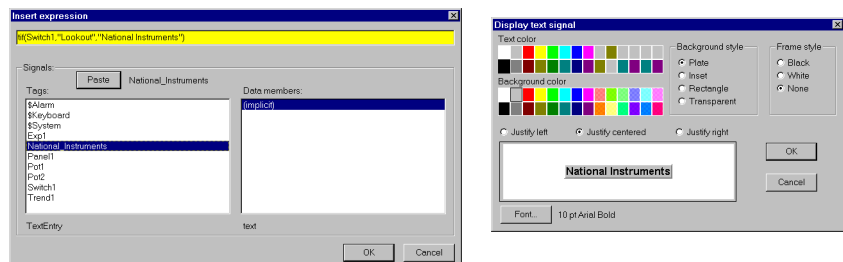 Insert expression
tif(Switch1,"Lookout","National Instruments")
Signals:
Paste
National_Instruments
Tags:
Data members:
$Alarm
$Keyboard
$System
Exp1
National_Instruments
Panel1
Pot1
Pot2
Switch1
Trend1
(implicit)
TextEntry
text
OK
Cancel
Display text signal
Text color
Background color
Background style
Plate
Inset
Rectangle
Transparent
Frame style
Black
White
None
Justify left
Justify centered
Justify right
National Instruments
OK
Cancel
Font...
10 pt Arial Bold